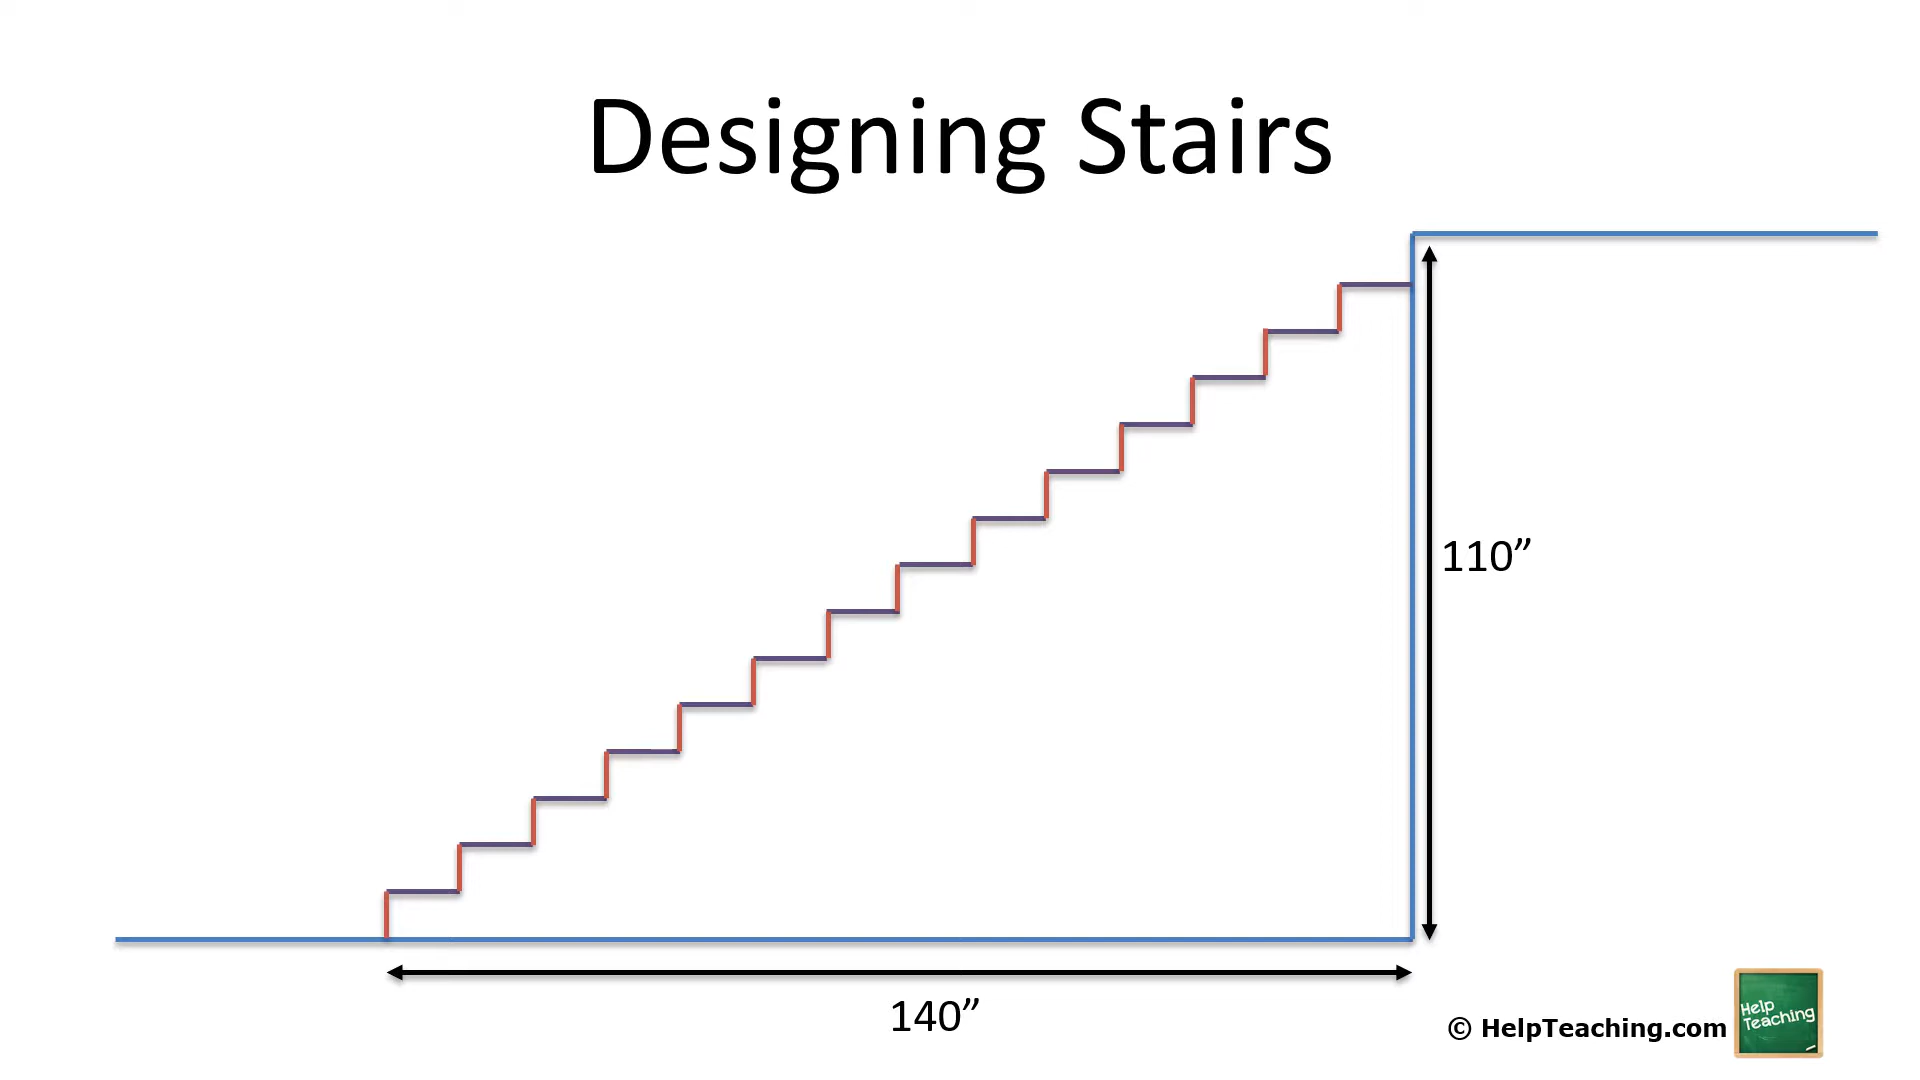 Designing Stairs
110”
140”
© HelpTeaching.com
Help
Teaching